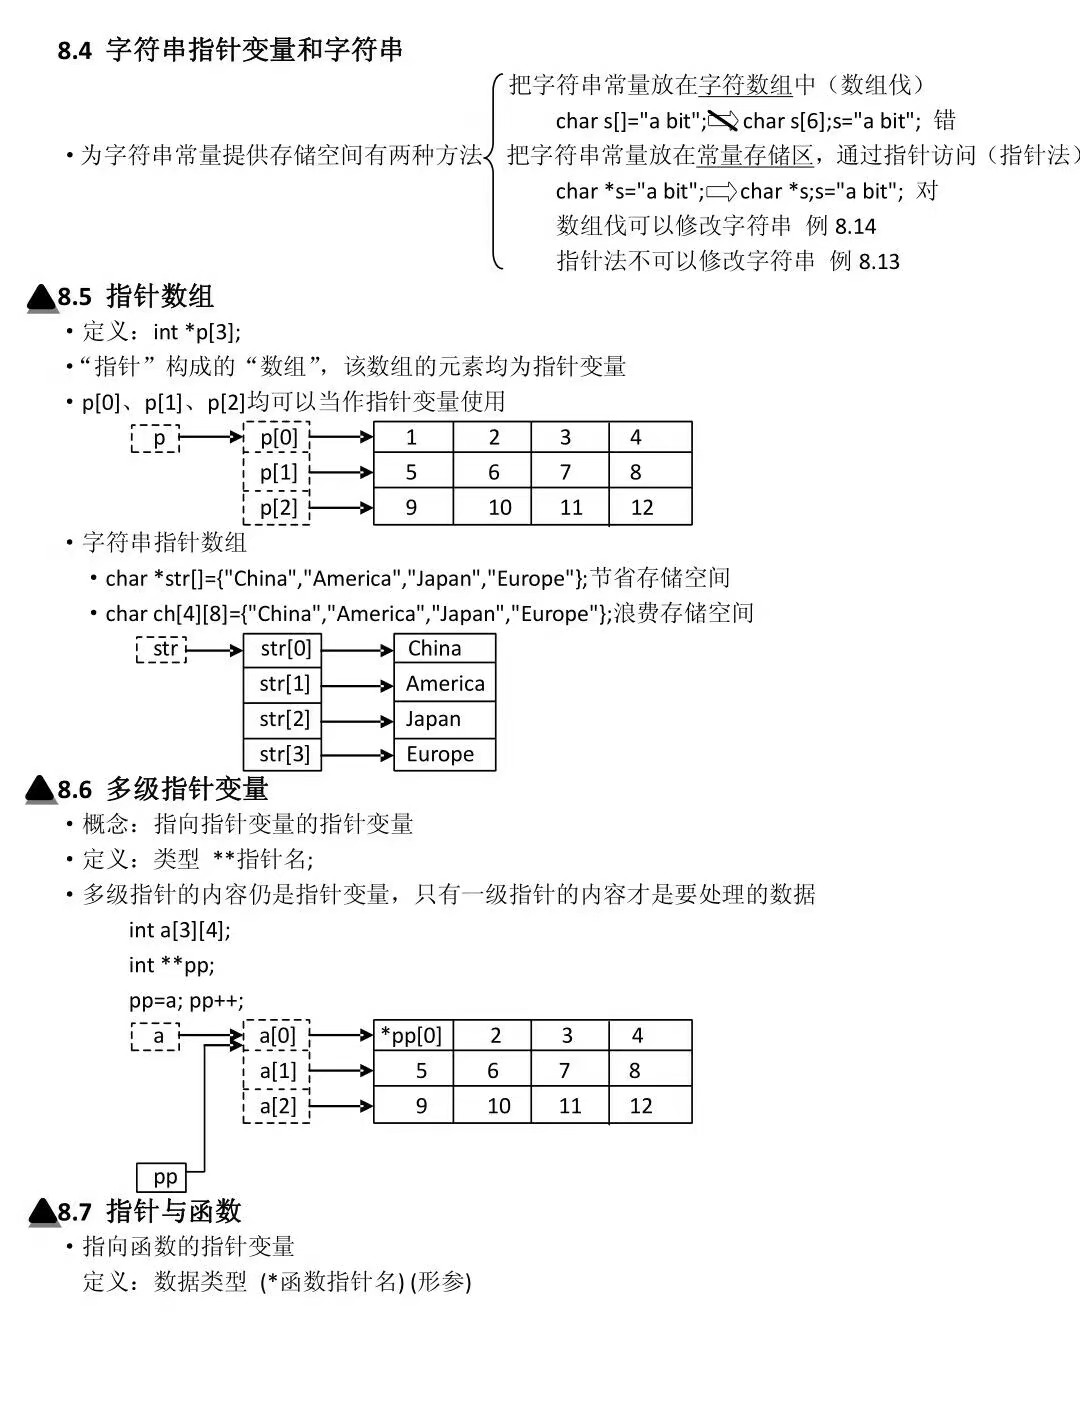 8.4 字符串指针变量和字符串
把字符串常量放在字符数组中（数组伐）
char s[]="a bit"; char s[6];s="a bit"; 错
·为字符串常量提供存储空间有两种方法
把字符串常量放在常量存储区，通过指针访问（指针法）
char *s="a bit";⇨char *s;s="a bit"; 对
数组伐可以修改字符串 例 8.14
指针法不可以修改字符串 例 8.13
8.5 指针数组
·定义：int *p[3];
·“指针”构成的“数组”，该数组的元素均为指针变量
·p[0]、p[1]、p[2]均可以当作指针变量使用
p p[0] 1 2 3 4
p[1] 5 6 7 8
p[2] 9 10 11 12
·字符串指针数组
·char *str[]={"China","America","Japan","Europe"};节省存储空间
·char ch[4][8]={"China","America","Japan","Europe"};浪费存储空间
str str[0] China
str[1] America
str[2] Japan
str[3] Europe
8.6 多级指针变量
·概念：指向指针变量的指针变量
·定义：类型 **指针名;
·多级指针的内容仍是指针变量，只有一级指针的内容才是要处理的数据
int a[3][4];
int **pp;
pp=a; pp++;
a a[0] *pp[0] 2 3 4
a[1] 5 6 7 8
a[2] 9 10 11 12
pp
8.7 指针与函数
·指向函数的指针变量
定义：数据类型 (*函数指针名) (形参)